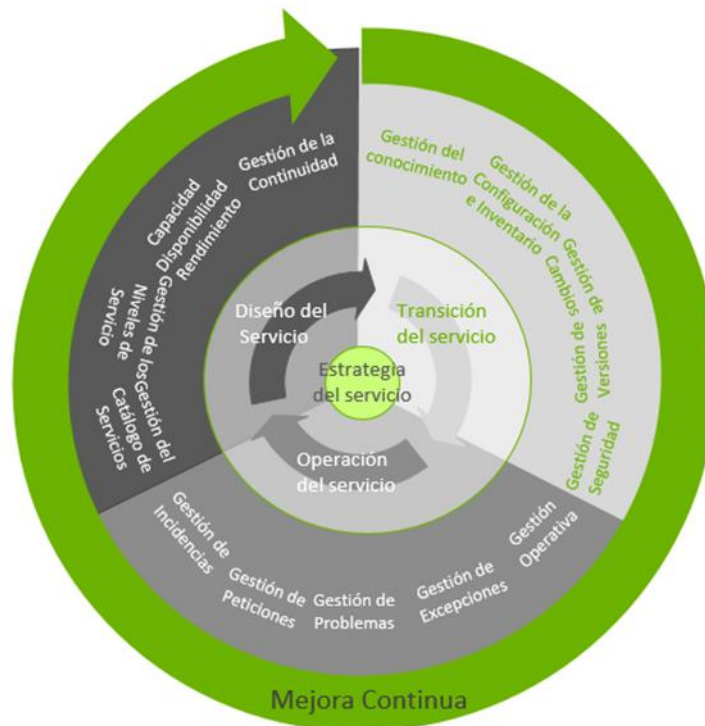 Gestión de la
Continuidad
Capacidad
Disponibilidad
Rendimiento
Gestión de los
Niveles de
Servicio
Gestión del
Catálogo de
Servicios
Gestión del
conocimiento
Gestión de la
Configuración
e Inventario
Gestión de
Versiones
Gestión de
Cambios
Gestión de
Seguridad
Diseño del
Servicio
Transición
del servicio
Estrategia
del servicio
Operación
del servicio
Gestión de
Incidencias
Gestión de
Peticiones
Gestión de
Problemas
Gestión de
Excepciones
Gestión
Operativa
Mejora Continua